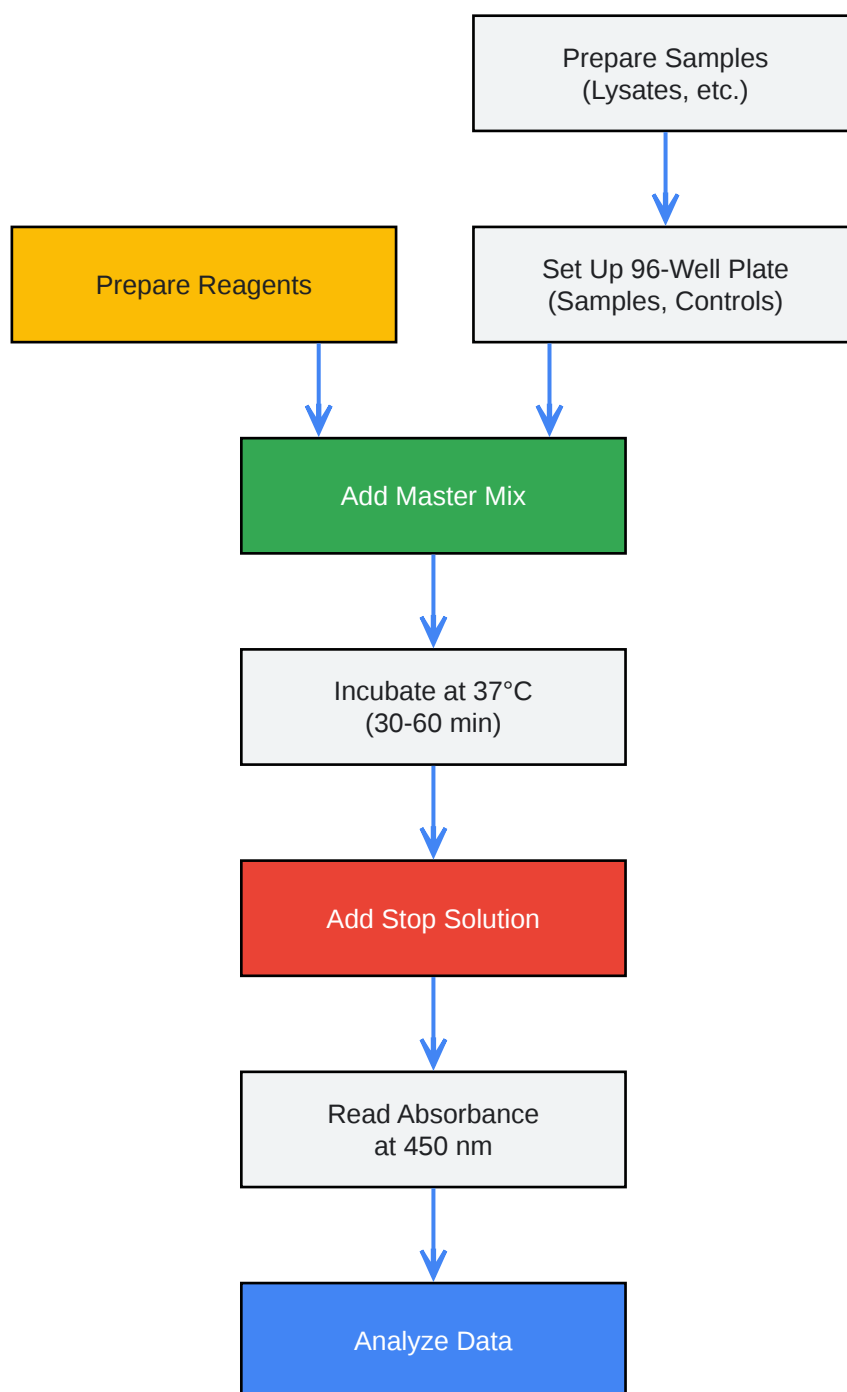 Prepare Samples
(Lysates, etc.)
Prepare Reagents
Set Up 96-Well Plate
(Samples, Controls)
Add Master Mix
Incubate at 37°C
(30-60 min)
Add Stop Solution
Read Absorbance
at 450 nm
Analyze Data